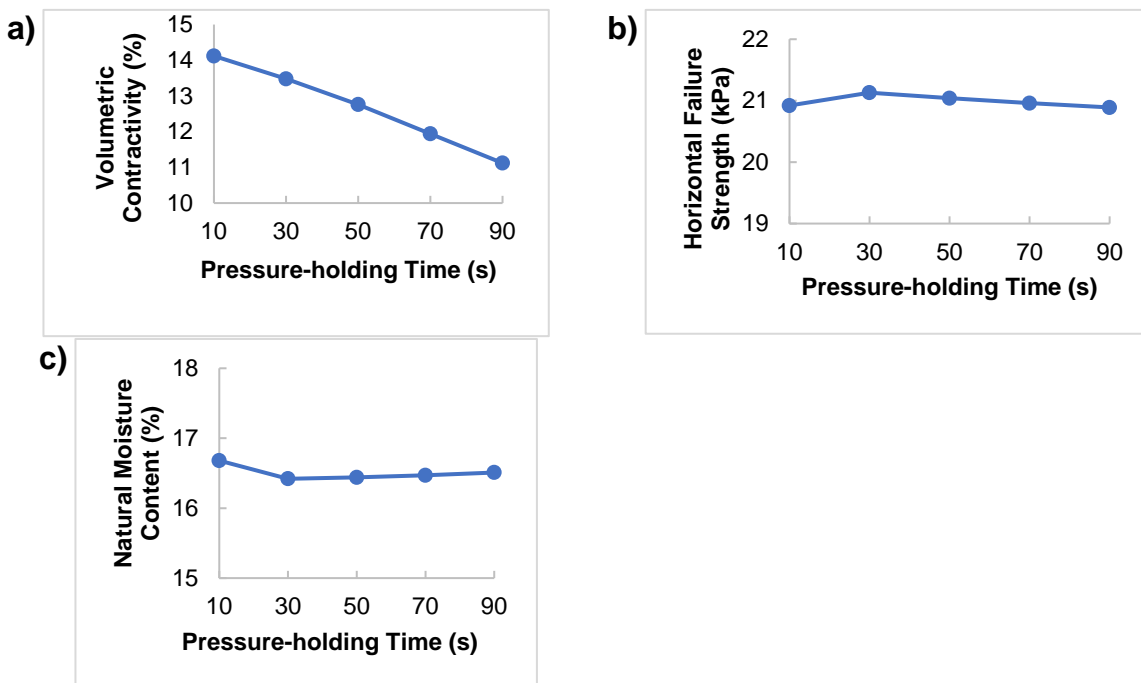 a)
Volumetric
Contractivity (%)
15
14
13
12
11
10
10 30 50 70 90
Pressure-holding Time (s)
b)
Horizontal Failure
Strength (kPa)
22
21
20
19
10 30 50 70 90
Pressure-holding Time (s)
c)
Natural Moisture
Content (%)
18
17
16
15
10 30 50 70 90
Pressure-holding Time (s)